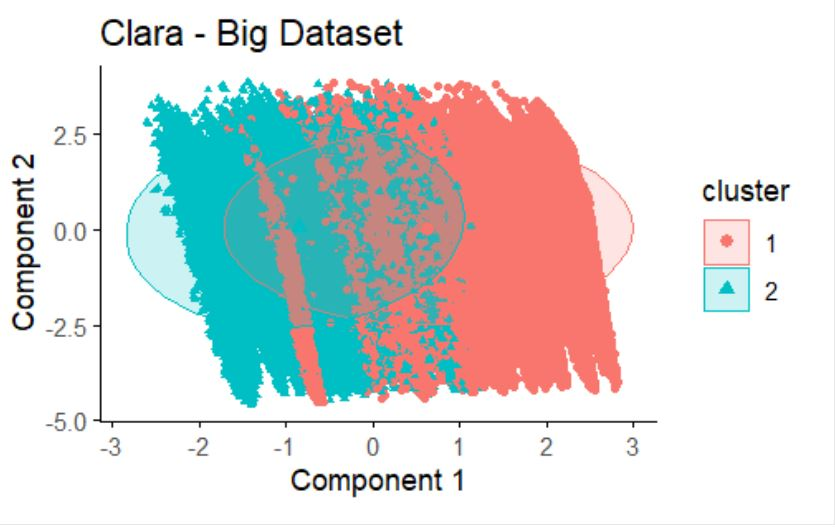 Clara - Big Dataset
Component 2
2.5
0.0
-2.5
-5.0
-3 -2 -1 0 1 2 3
Component 1
cluster
1
2